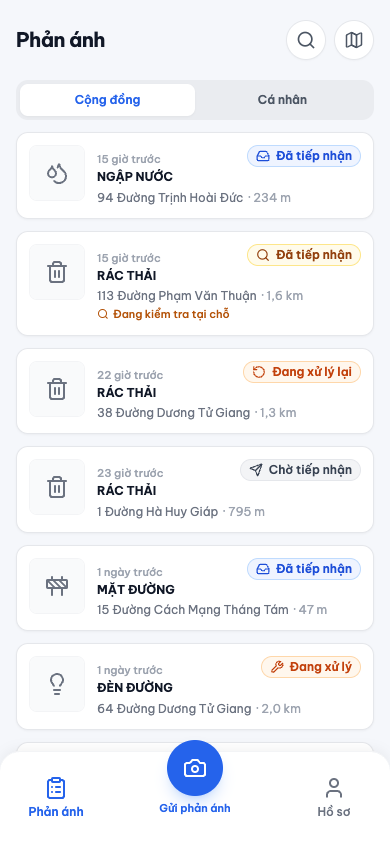 Phản ánh
Cộng đồng
Cá nhân
15 giờ trước
Đã tiếp nhận
NGẬP NƯỚC
94 Đường Trịnh Hoài Đức · 234 m
15 giờ trước
Đã tiếp nhận
RÁC THẢI
113 Đường Phạm Văn Thuận · 1,6 km
Đang kiểm tra tại chỗ
22 giờ trước
Đang xử lý lại
RÁC THẢI
38 Đường Dương Tử Giang · 1,3 km
23 giờ trước
Chờ tiếp nhận
RÁC THẢI
1 Đường Hà Huy Giáp · 795 m
1 ngày trước
Đã tiếp nhận
MẶT ĐƯỜNG
15 Đường Cách Mạng Tháng Tám · 47 m
1 ngày trước
Đang xử lý
ĐÈN ĐƯỜNG
64 Đường Dương Tử Giang · 2,0 km
Phản ánh
Gửi phản ánh
Hồ sơ